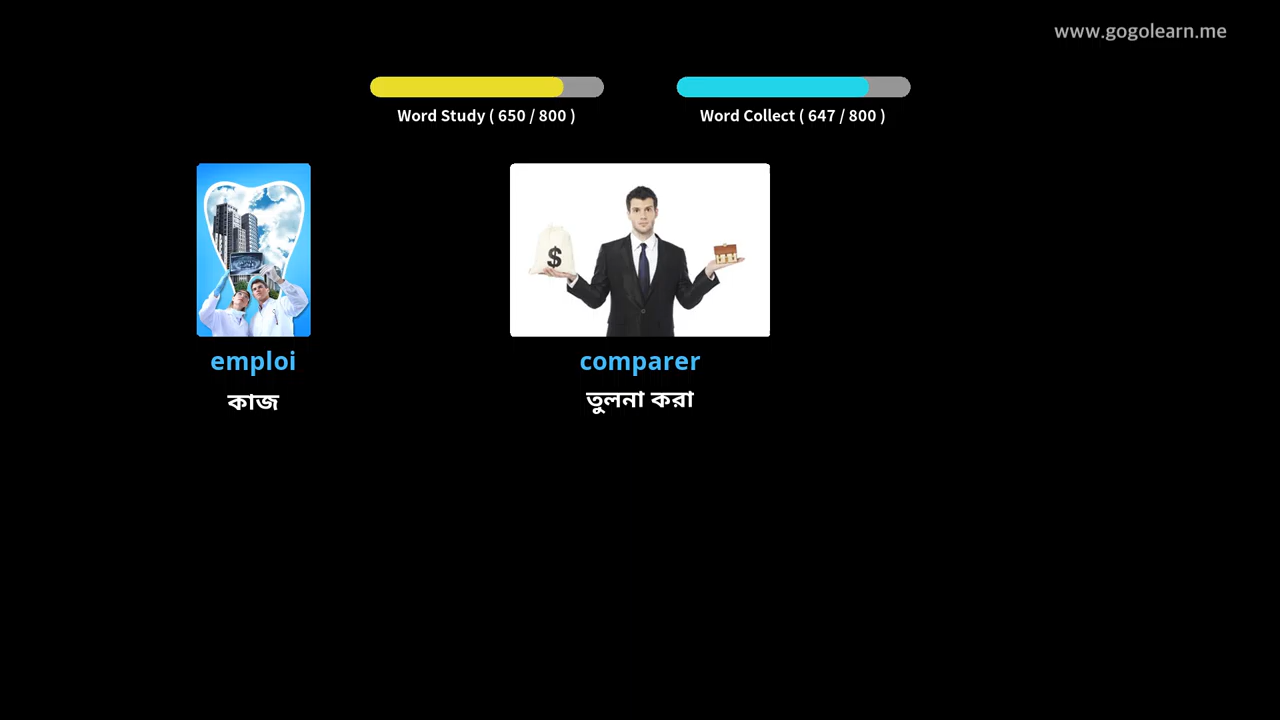 www.gogolearn.me
Word Study ( 650 / 800 )
Word Collect ( 647 / 800 )
$
emploi
comparer
কাজ
তুলনা করা